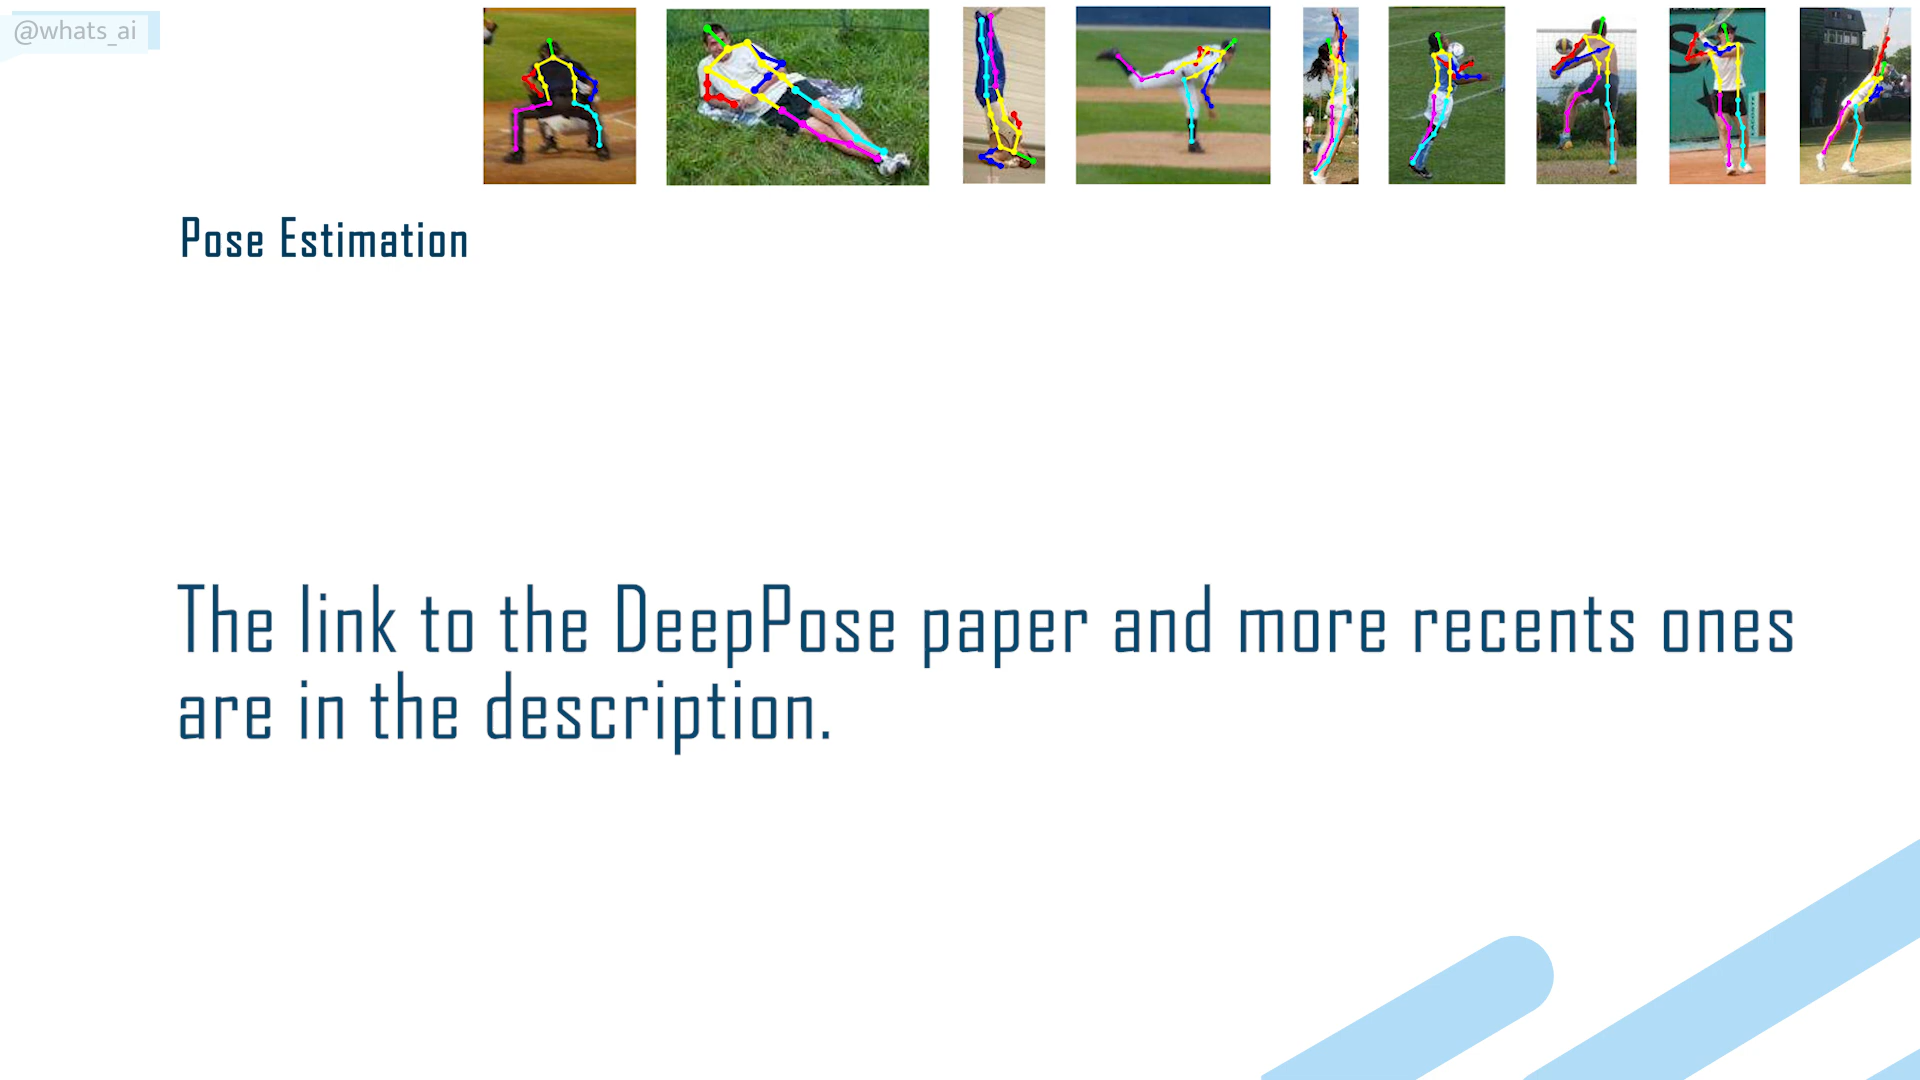 @whats_ai
Pose Estimation
The link to the DeepPose paper and more recents ones
are in the description.